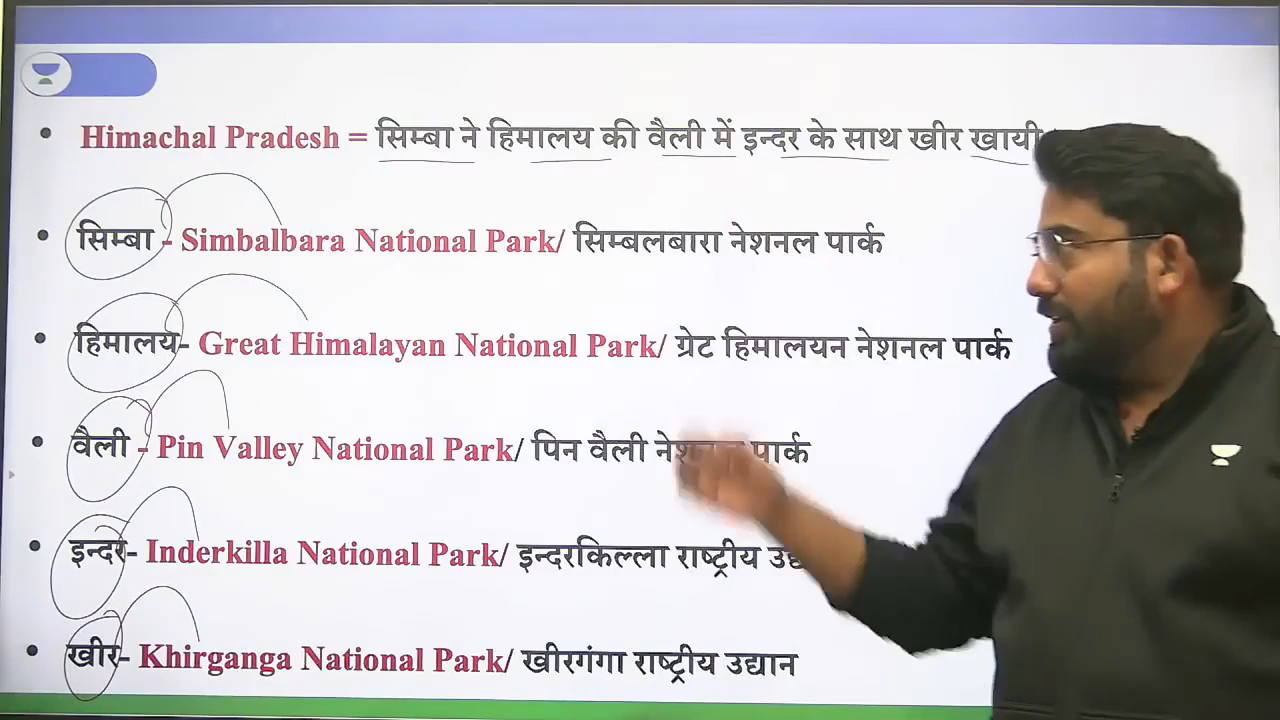 Himachal Pradesh = सिम्बा ने हिमालय की वैली में इन्दर के साथ खीर खायी
सिम्बा - Simbalbara National Park/ सिम्बलबारा नेशनल पार्क
हिमालय- Great Himalayan National Park/ ग्रेट हिमालयन नेशनल पार्क
वैली - Pin Valley National Park/ पिन वैली नेशनल पार्क
इन्दर- Inderkilla National Park/ इन्दरकिल्ला राष्ट्रीय
खीर- Khirganga National Park/ खीरगंगा राष्ट्रीय उद्यान